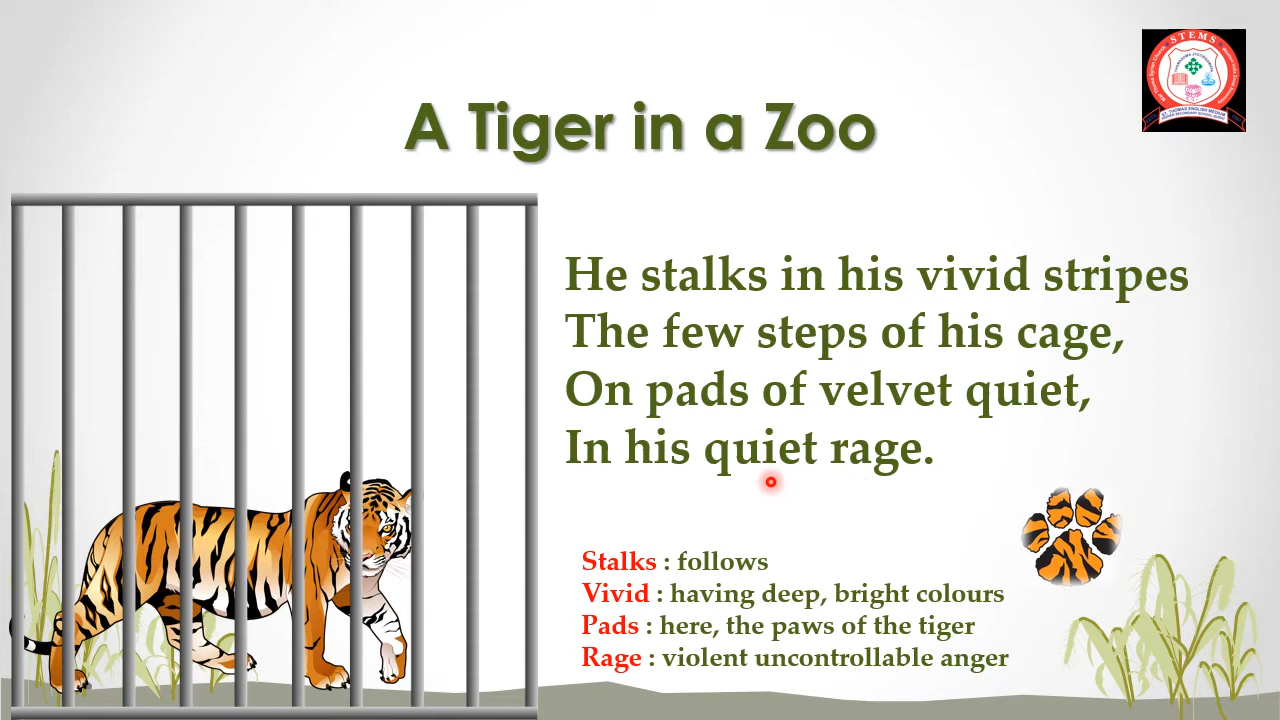 STEMS
A Tiger in a Zoo
He stalks in his vivid stripes
The few steps of his cage,
On pads of velvet quiet,
In his quiet rage.
Stalks : follows
Vivid : having deep, bright colours
Pads : here, the paws of the tiger
Rage : violent uncontrollable anger